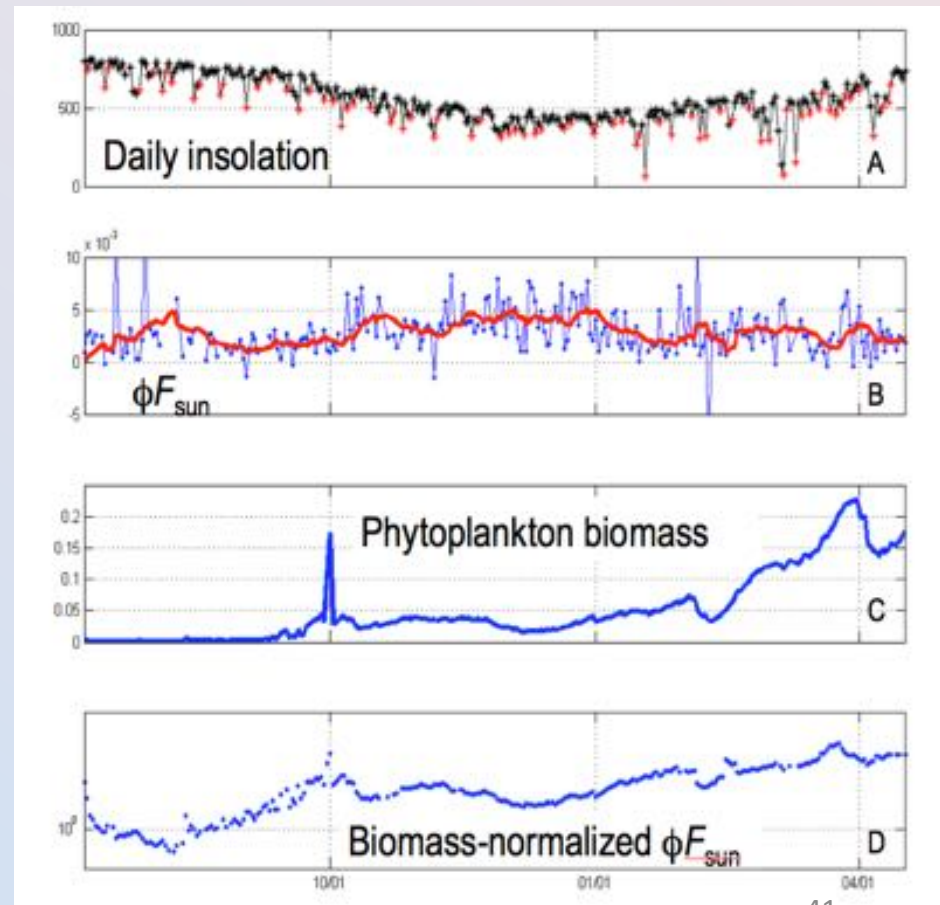 1000
500
0
Daily insolation
A
x 10⁻³
10
5
0
-5
ϕF_sun
B
0.2
0.15
0.1
0.05
0
Phytoplankton biomass
C
10⁰
Biomass-normalized ϕF_sun
D
10/01
01/01
04/01